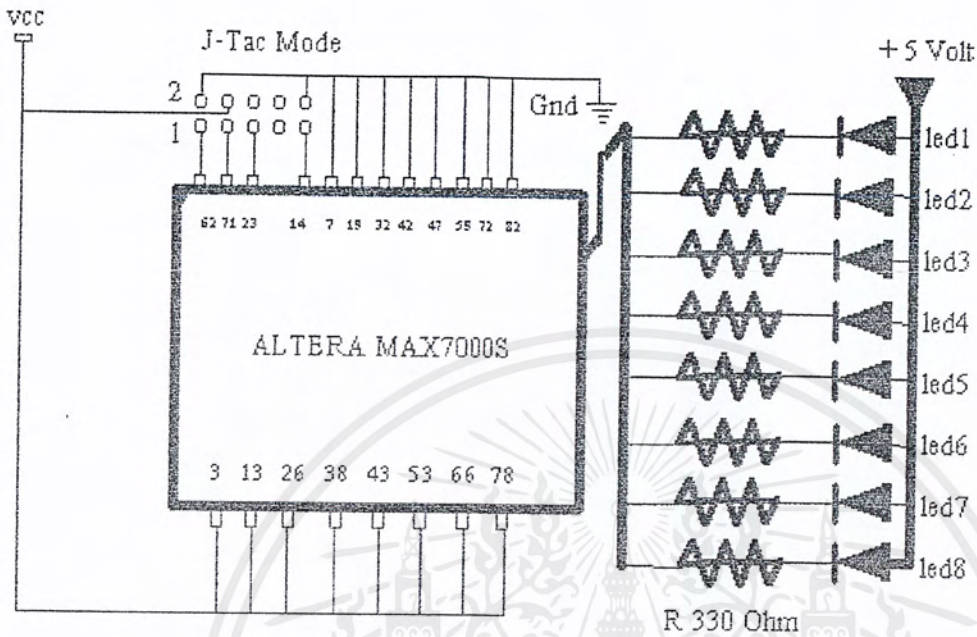 VCC
J-Tac Mode
+5 Volt
2
1
Gnd
62 71 23 14 7 19 32 42 47 59 72 82
ALTERA MAX7000S
3 13 26 38 43 53 66 78
led1
led2
led3
led4
led5
led6
led7
led8
R 330 Ohm